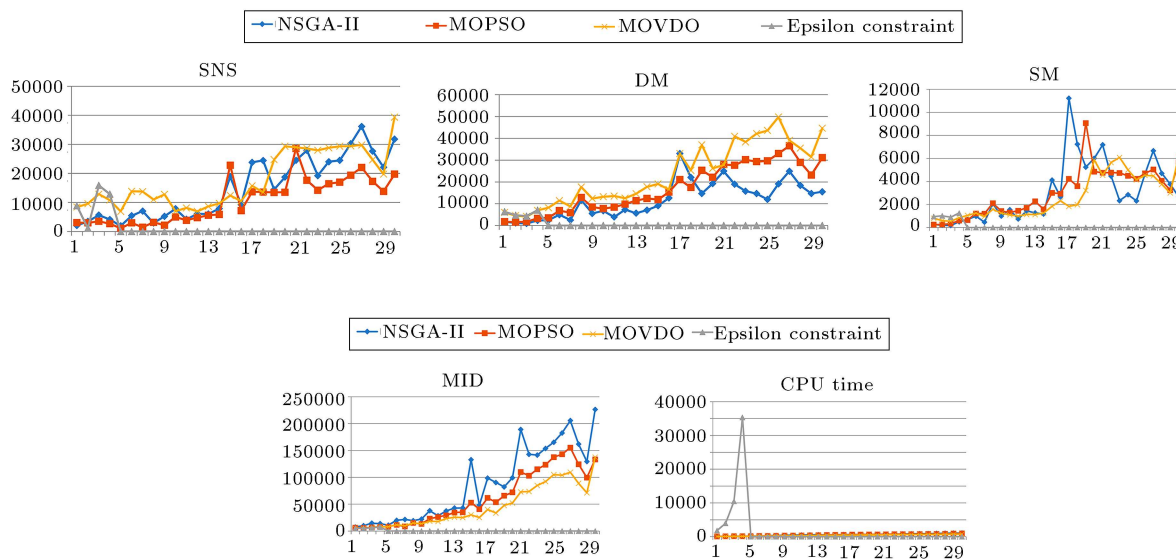 NSGA-II MOPSO MOVDO Epsilon constraint
SNS
50000
40000
30000
20000
10000
0
1 5 9 13 17 21 25 29
DM
60000
50000
40000
30000
20000
10000
0
1 5 9 13 17 21 25 29
SM
12000
10000
8000
6000
4000
2000
0
1 5 9 13 17 21 25 29
NSGA-II MOPSO MOVDO Epsilon constraint
MID
250000
200000
150000
100000
50000
0
1 5 9 13 17 21 25 29
CPU time
40000
30000
20000
10000
0
1 5 9 13 17 21 25 29